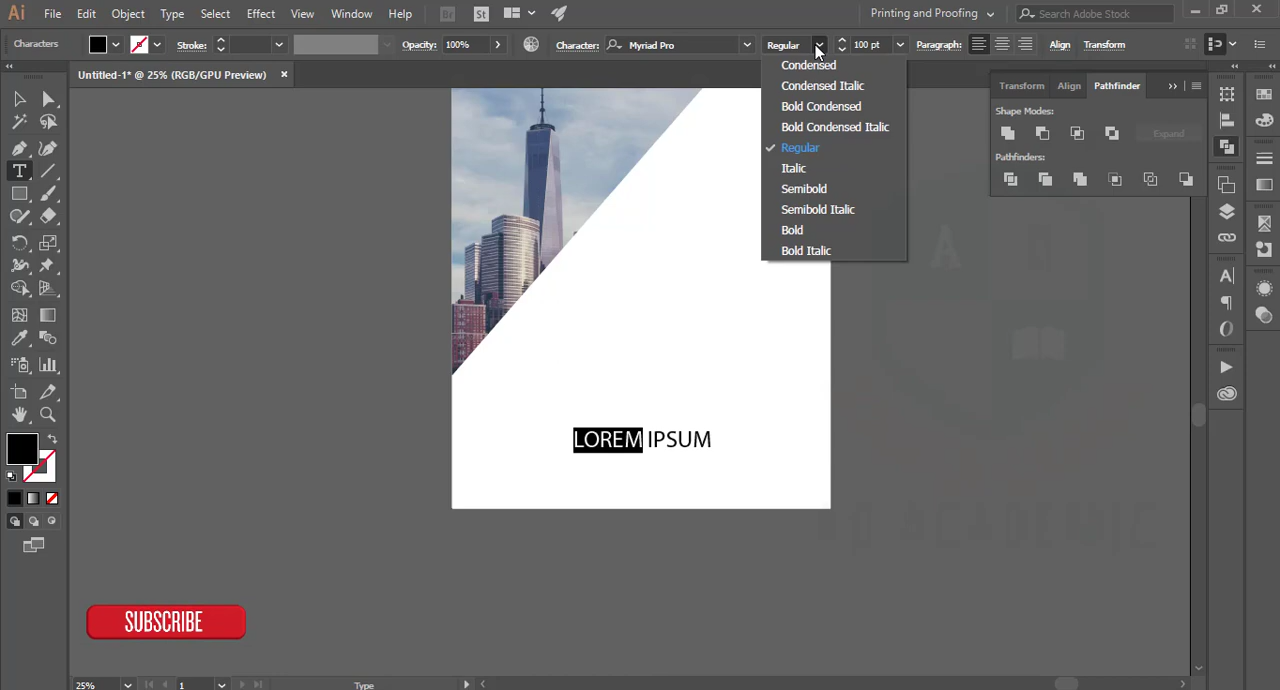 Ai File Edit Object Type Select Effect View Window Help Br St Printing and Proofing Search Adobe Stock
Characters Stroke: Opacity: 100% Character: Myriad Pro Regular 100 pt Paragraph: Align Transform
Untitled-1* @ 25% (RGB/GPU Preview)
Condensed
Condensed Italic
Bold Condensed
Bold Condensed Italic
Regular
Italic
Semibold
Semibold Italic
Bold
Bold Italic
Transform Align Pathfinder
Shape Modes:
Expand
Pathfinders:
LOREM IPSUM
ACADEMIC
SUBSCRIBE
25% 1 Type